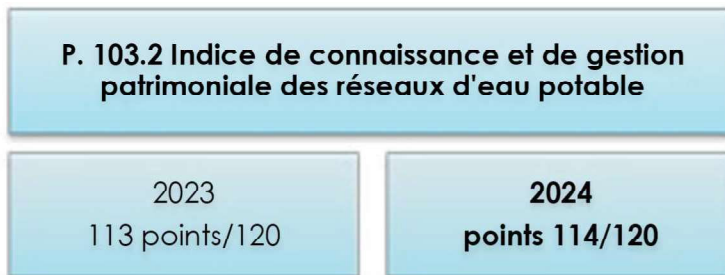 P. 103.2 Indice de connaissance et de gestion
patrimoniale des réseaux d'eau potable
2023
113 points/120
2024
points 114/120